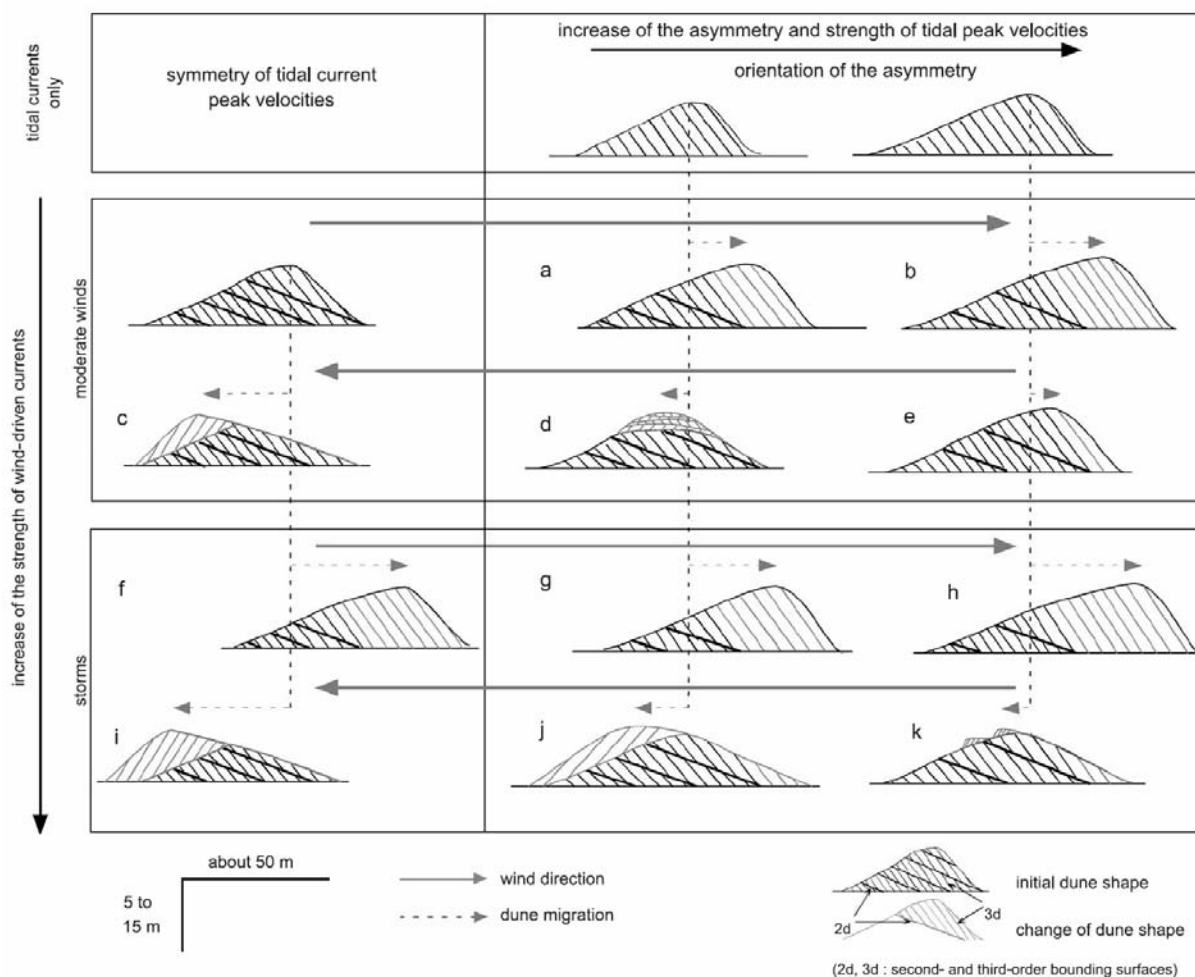 tidal currents
only
symmetry of tidal current
peak velocities
increase of the asymmetry and strength of tidal peak velocities
orientation of the asymmetry
increase of the strength of wind-driven currents
moderate winds
a
b
c
d
e
storms
f
g
h
i
j
k
about 50 m
5 to
15 m
wind direction
dune migration
initial dune shape
2d
3d
change of dune shape
(2d, 3d : second- and third-order bounding surfaces)